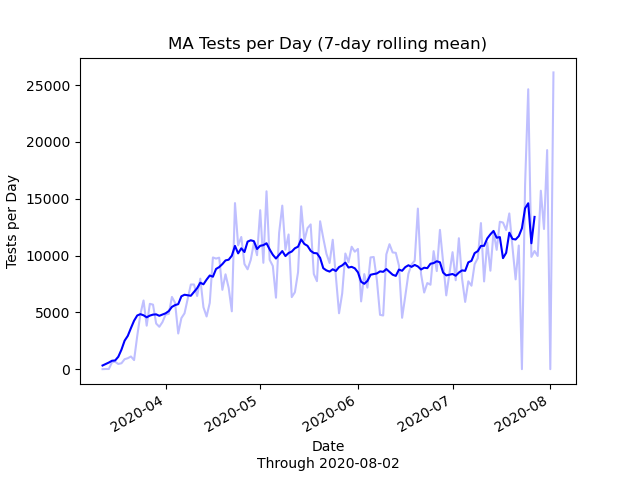 MA Tests per Day (7-day rolling mean)
Tests per Day
25000
20000
15000
10000
5000
0
2020-04
2020-05
2020-06
2020-07
2020-08
Date
Through 2020-08-02